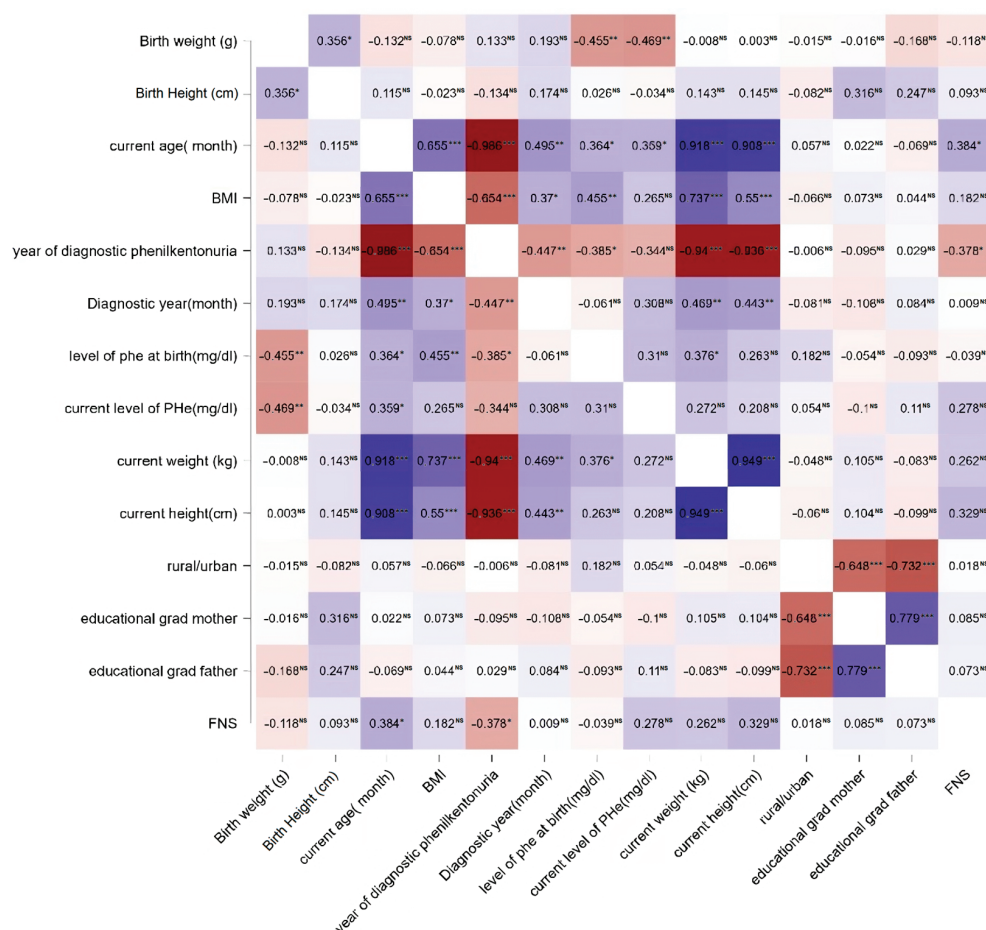 Birth weight (g) 0.356* -0.132NS -0.078NS 0.133NS 0.193NS -0.455** -0.469** -0.008NS 0.003NS -0.015NS -0.016NS -0.168NS -0.118NS
Birth Height (cm) 0.356* 0.115NS -0.023NS -0.134NS 0.174NS 0.026NS -0.034NS 0.143NS 0.145NS -0.082NS 0.316NS 0.247NS 0.093NS
current age( month) -0.132NS 0.115NS 0.655*** -0.986*** 0.495** 0.364* 0.359* 0.918*** 0.908*** 0.057NS 0.022NS -0.069NS 0.384*
BMI -0.078NS -0.023NS 0.655*** -0.654*** 0.37* 0.455** 0.265NS 0.737*** 0.55*** -0.066NS 0.073NS 0.044NS 0.182NS
year of diagnostic phenilkentonuria 0.133NS -0.134NS -0.986*** -0.654*** -0.447** -0.385* -0.344NS -0.94*** -0.936*** -0.006NS -0.095NS 0.029NS -0.378*
Diagnostic year(month) 0.193NS 0.174NS 0.495** 0.37* -0.447** -0.061NS 0.308NS 0.469** 0.443** -0.081NS -0.108NS 0.084NS 0.009NS
level of phe at birth(mg/dl) -0.455** 0.026NS 0.364* 0.455** -0.385* -0.061NS 0.31NS 0.376* 0.263NS 0.182NS -0.054NS -0.093NS -0.039NS
current level of PHe(mg/dl) -0.469** -0.034NS 0.359* 0.265NS -0.344NS 0.308NS 0.31NS 0.272NS 0.208NS 0.054NS -0.1NS 0.11NS 0.278NS
current weight (kg) -0.008NS 0.143NS 0.918*** 0.737*** -0.94*** 0.469** 0.376* 0.272NS 0.949*** -0.048NS 0.105NS -0.083NS 0.262NS
current height(cm) 0.003NS 0.145NS 0.908*** 0.55*** -0.936*** 0.443** 0.263NS 0.208NS 0.949*** -0.06NS 0.104NS -0.099NS 0.329NS
rural/urban -0.015NS -0.082NS 0.057NS -0.066NS -0.006NS -0.081NS 0.182NS 0.054NS -0.048NS -0.06NS -0.648*** -0.732*** 0.018NS
educational grad mother -0.016NS 0.316NS 0.022NS 0.073NS -0.095NS -0.108NS -0.054NS -0.1NS 0.105NS 0.104NS -0.648*** 0.779*** 0.085NS
educational grad father -0.168NS 0.247NS -0.069NS 0.044NS 0.029NS 0.084NS -0.093NS 0.11NS -0.083NS -0.099NS -0.732*** 0.779*** 0.073NS
FNS -0.118NS 0.093NS 0.384* 0.182NS -0.378* 0.009NS -0.039NS 0.278NS 0.262NS 0.329NS 0.018NS 0.085NS 0.073NS
Birth weight (g)
Birth Height (cm)
current age( month)
BMI
year of diagnostic phenilkentonuria
Diagnostic year(month)
level of phe at birth(mg/dl)
current level of PHe(mg/dl)
current weight (kg)
current height(cm)
rural/urban
educational grad mother
educational grad father
FNS